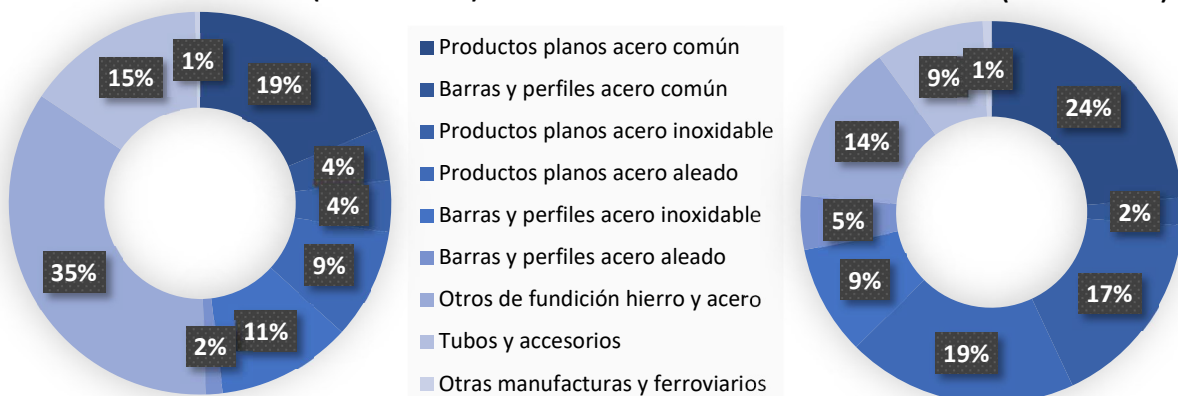 1%
15%
19%
4%
4%
9%
11%
2%
35%
Productos planos acero común
Barras y perfiles acero común
Productos planos acero inoxidable
Productos planos acero aleado
Barras y perfiles acero inoxidable
Barras y perfiles acero aleado
Otros de fundición hierro y acero
Tubos y accesorios
Otras manufacturas y ferroviarios
1%
9%
24%
14%
2%
5%
9%
17%
19%